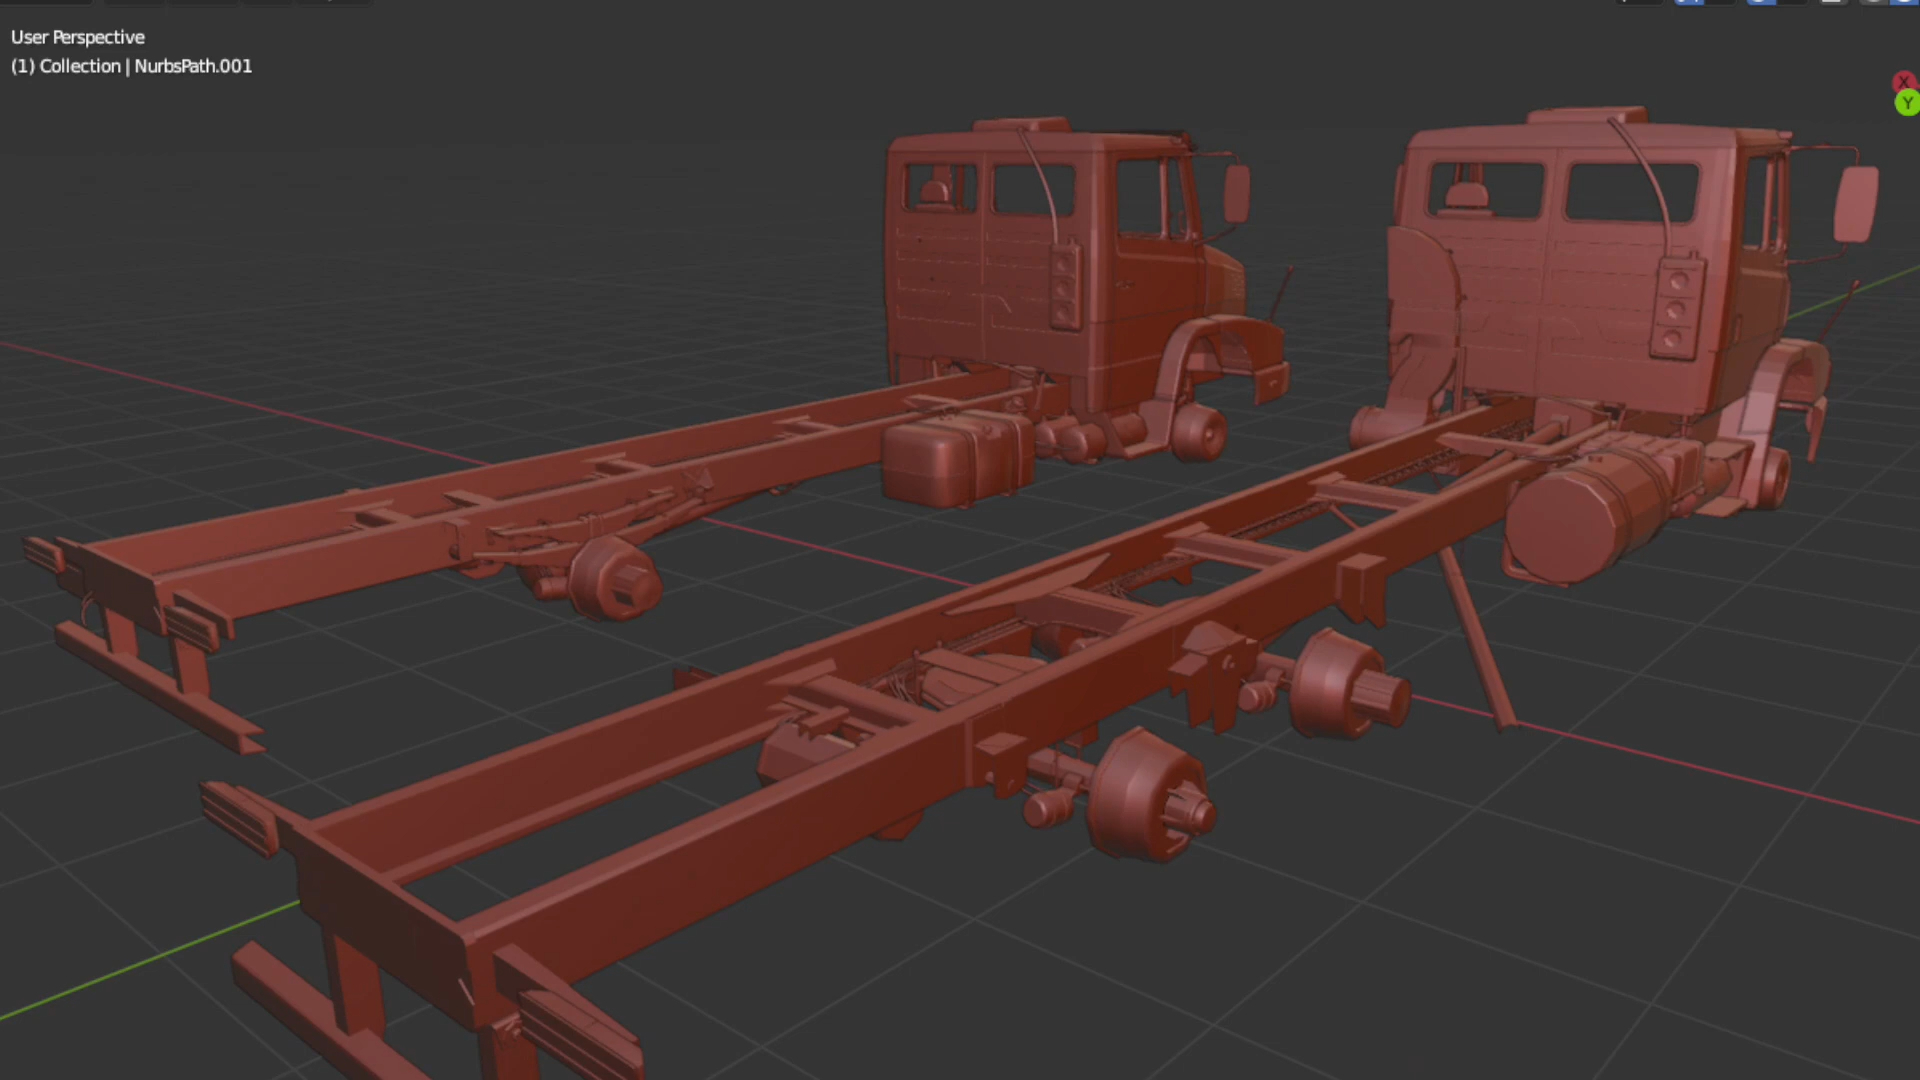 User Perspective
(1) Collection | NurbsPath.001
X
Y